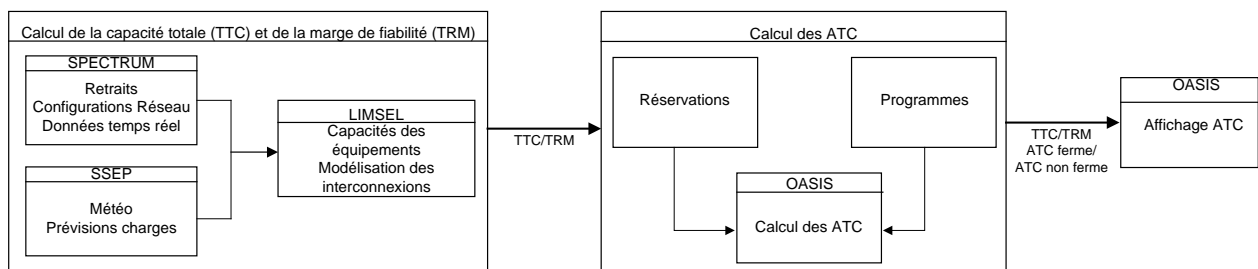 Calcul de la capacité totale (TTC) et de la marge de fiabilité (TRM)
SPECTRUM
Retraits
Configurations Réseau
Données temps réel
SSEP
Météo
Prévisions charges
LIMSEL
Capacités des
équipements
Modélisation des
interconnexions
TTC/TRM
Calcul des ATC
Réservations
Programmes
OASIS
Calcul des ATC
TTC/TRM
ATC ferme/
ATC non ferme
OASIS
Affichage ATC